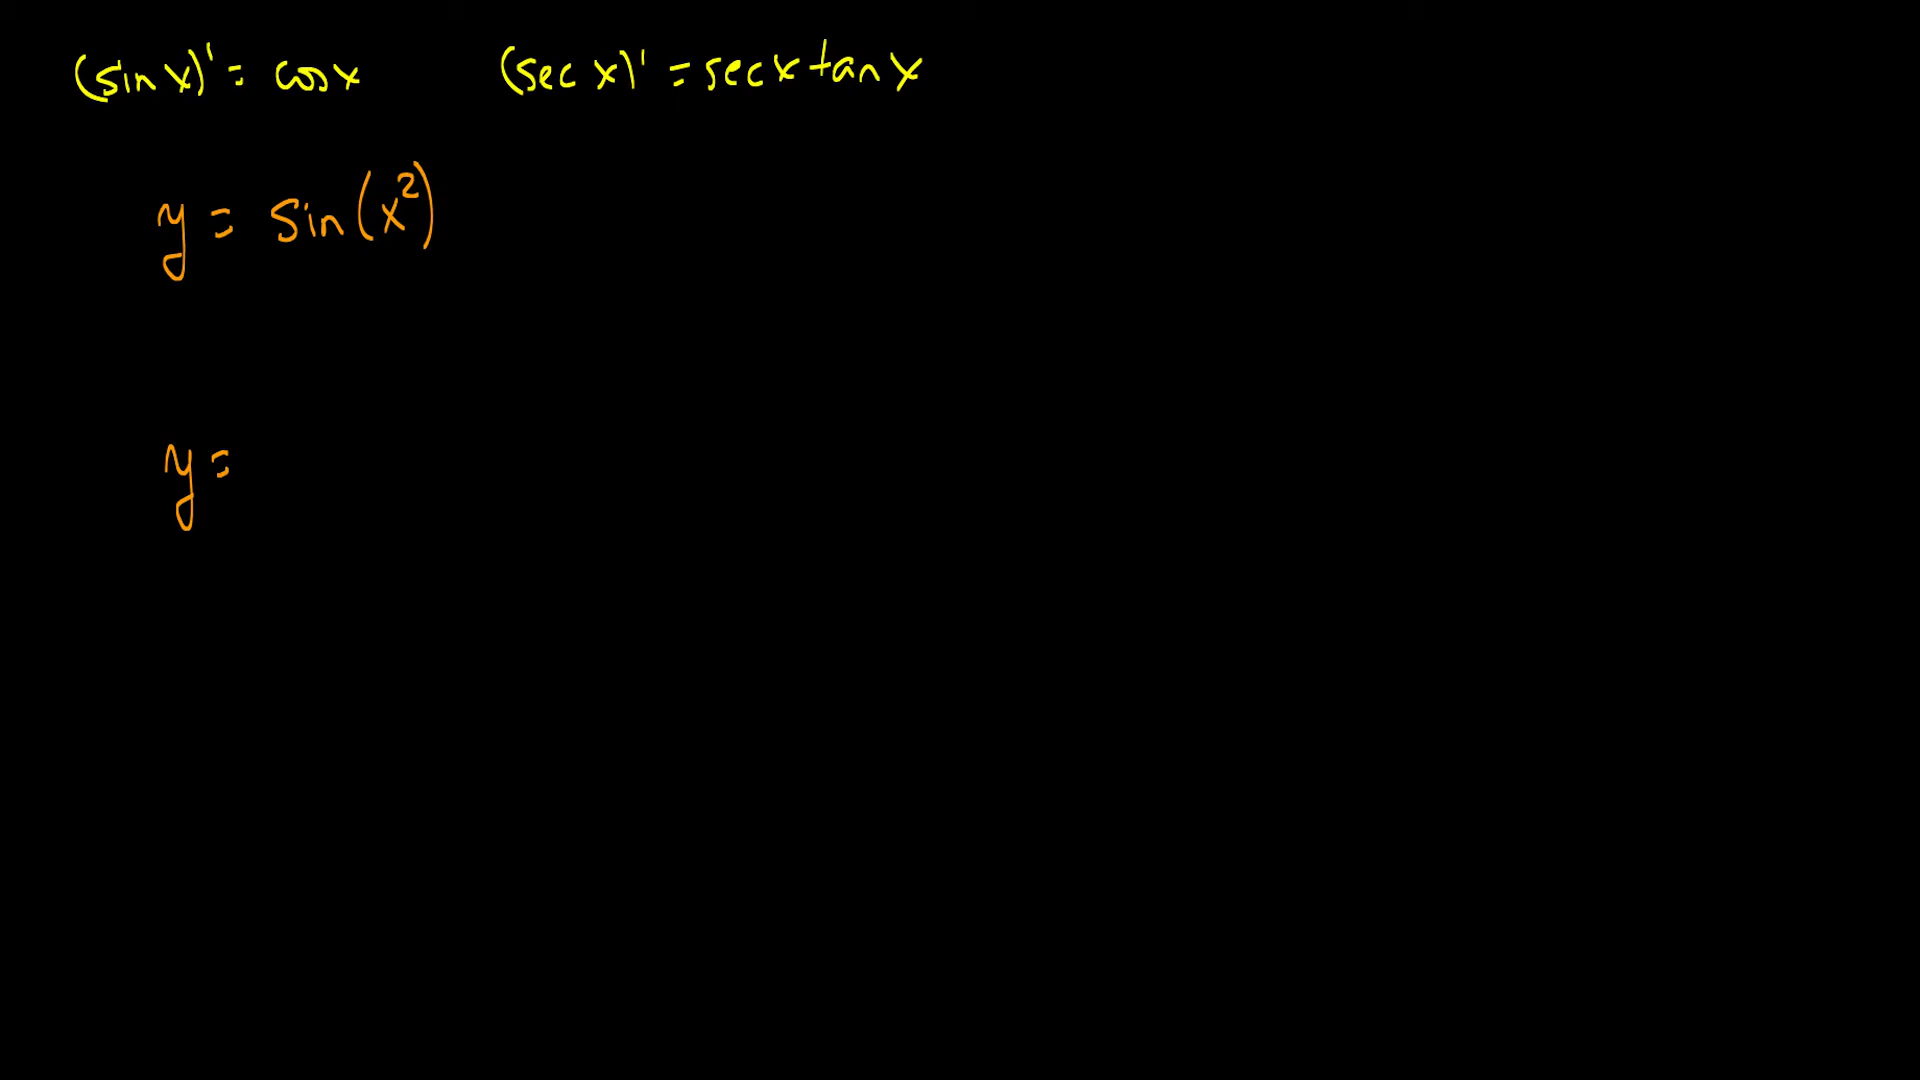 (sin x)' = cos x (sec x)' = sec x tan x
y = sin(x²)
y =